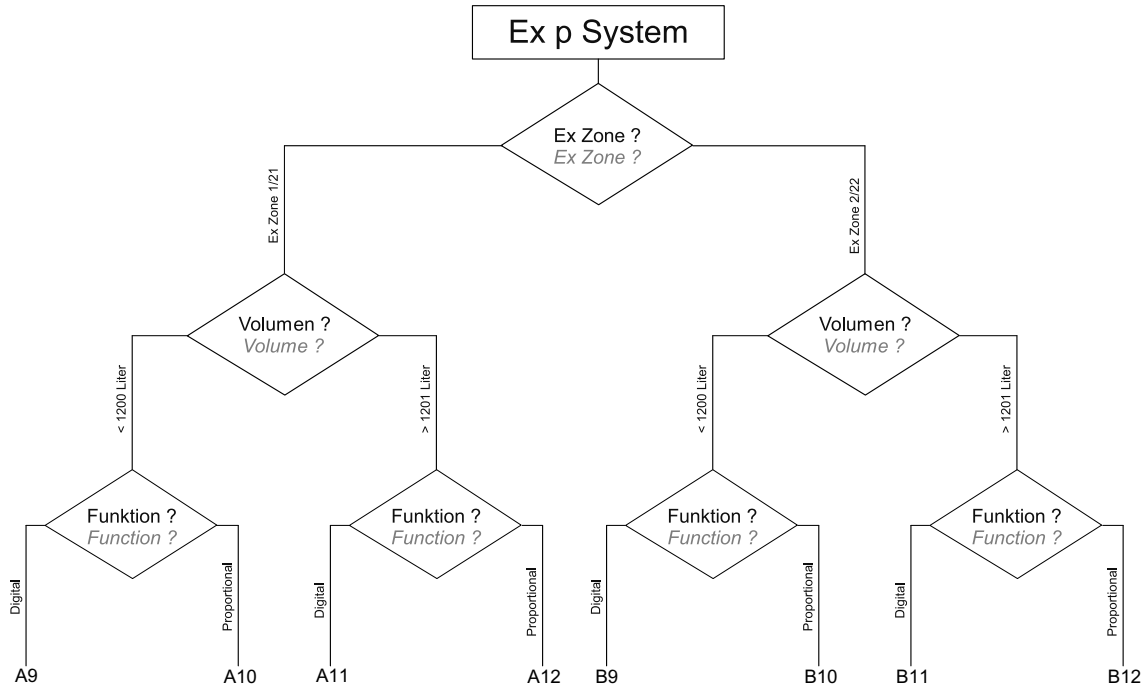 Ex p System
Ex Zone ?
Ex Zone ?
Ex Zone 1/21
Ex Zone 2/22
Volumen ?
Volume ?
Volumen ?
Volume ?
< 1200 Liter
> 1201 Liter
< 1200 Liter
> 1201 Liter
Funktion ?
Function ?
Funktion ?
Function ?
Funktion ?
Function ?
Funktion ?
Function ?
Digital
Proportional
Digital
Proportional
Digital
Proportional
Digital
Proportional
A9
A10
A11
A12
B9
B10
B11
B12